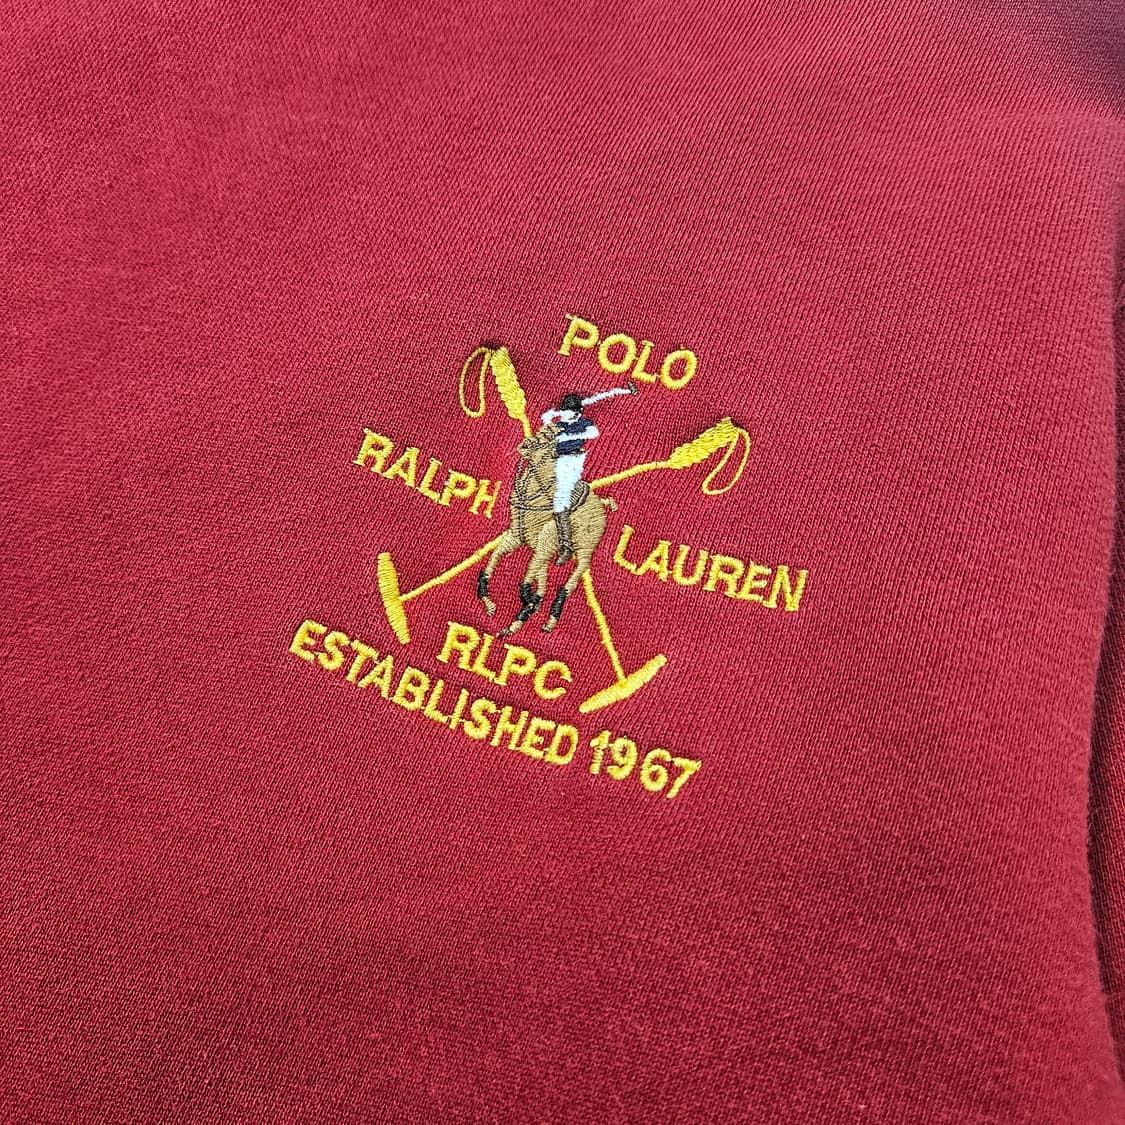 POLO
RALPH LAUREN
RLPC
ESTABLISHED 1967